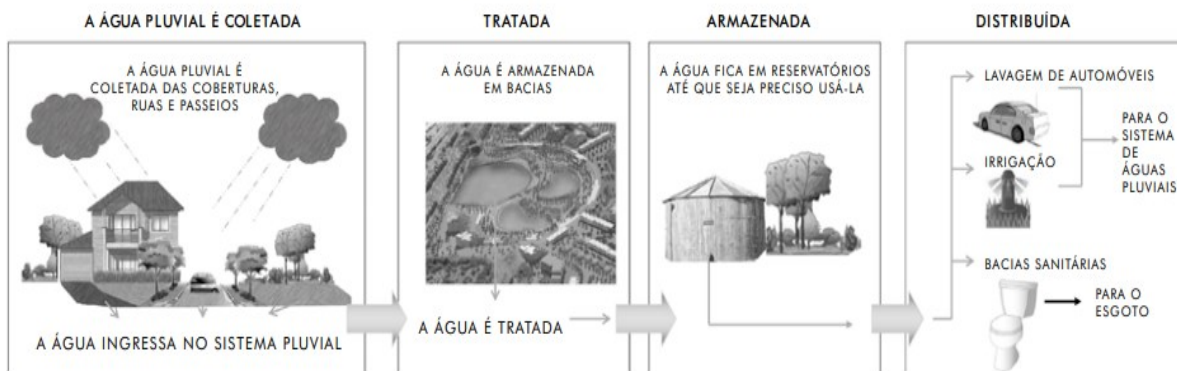 A ÁGUA PLUVIAL É COLETADA
A ÁGUA PLUVIAL É
COLETADA DAS COBERTURAS,
RUAS E PASSEIOS
A ÁGUA INGRESSA NO SISTEMA PLUVIAL
TRATADA
A ÁGUA É ARMAZENADA
EM BACIAS
A ÁGUA É TRATADA
ARMAZENADA
A ÁGUA FICA EM RESERVATÓRIOS
ATÉ QUE SEJA PRECISO USÁ-LA
DISTRIBUÍDA
LAVAGEM DE AUTOMÓVEIS
IRRIGAÇÃO
PARA O
SISTEMA
DE
ÁGUAS
PLUVIAIS
BACIAS SANITÁRIAS
PARA O
ESGOTO